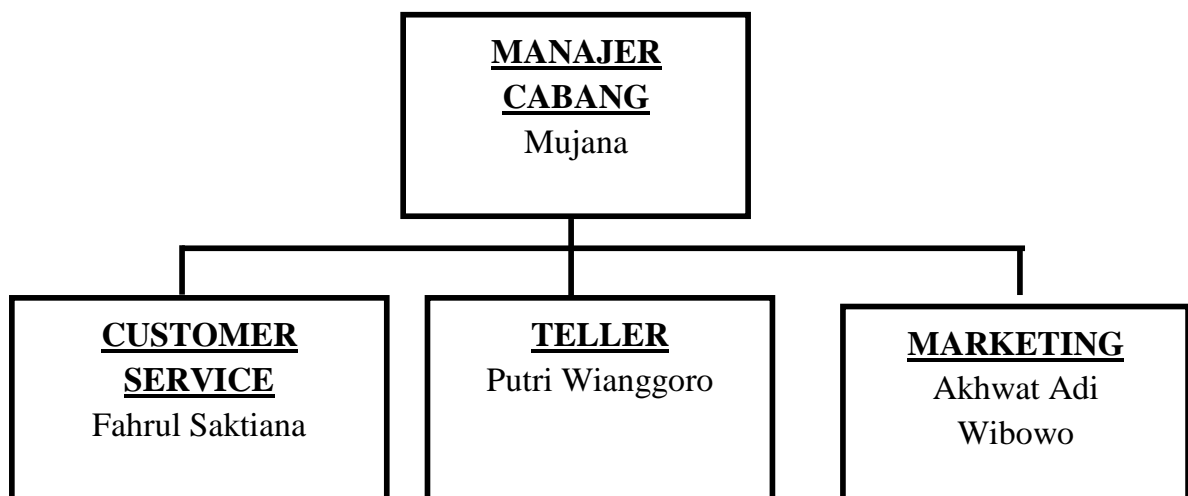 MANAJER
CABANG
Mujana
CUSTOMER
SERVICE
Fahrul Saktiana
TELLER
Putri Wianggoro
MARKETING
Akhwat Adi
Wibowo